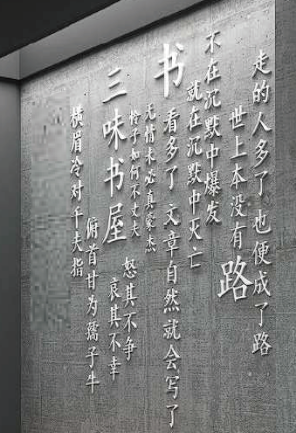 走的人多了 也便成了路
世上本没有路
不在沉默中爆发
就在沉默中灭亡
书看多了 文章自然就会写了
无情未必真豪杰
怜子如何不丈夫
怒其不争
哀其不幸
三味书屋
俯首甘为孺子牛
横眉冷对千夫指